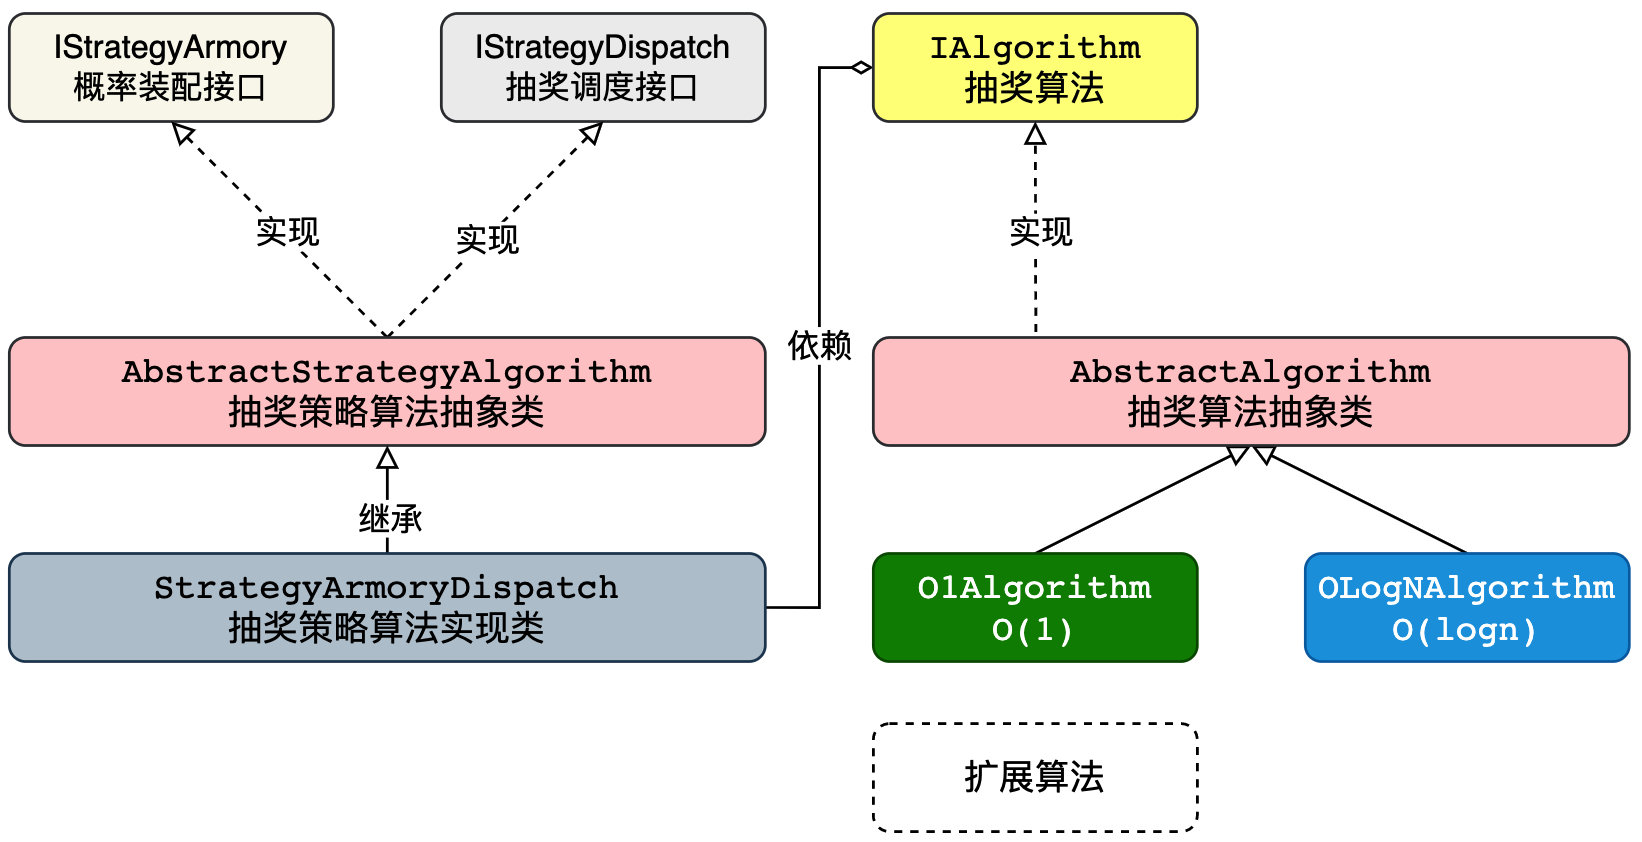 IStrategyArmory
概率装配接口
IStrategyDispatch
抽奖调度接口
IAlgorithm
抽奖算法
实现
实现
实现
依赖
AbstractStrategyAlgorithm
抽奖策略算法抽象类
AbstractAlgorithm
抽奖算法抽象类
继承
StrategyArmoryDispatch
抽奖策略算法实现类
O1Algorithm
O(1)
OLogNAlgorithm
O(logn)
扩展算法